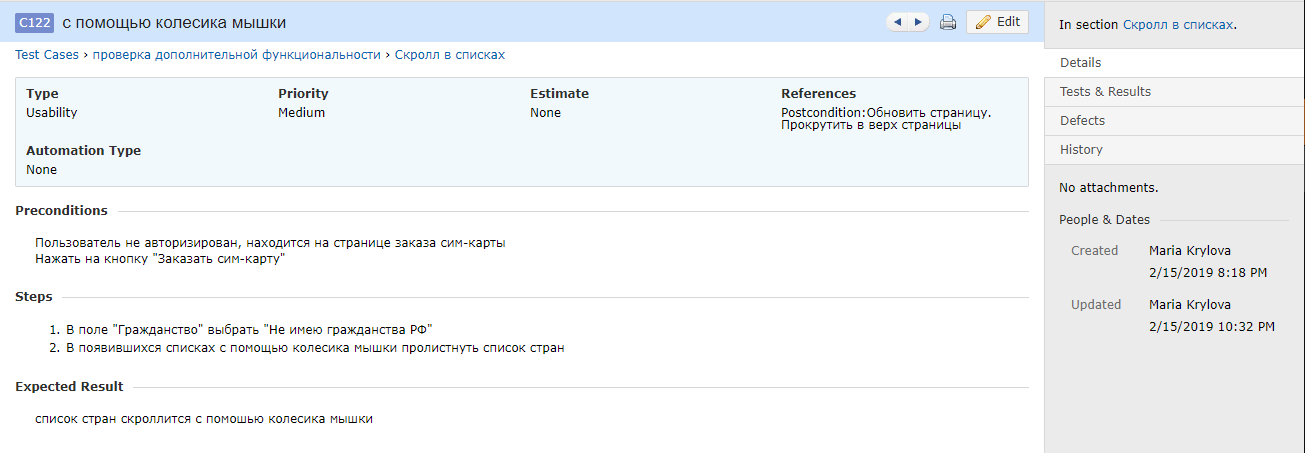 C122 с помощью колесика мышки
Edit
Test Cases › проверка дополнительной функциональности › Скролл в списках
Type
Usability
Priority
Medium
Estimate
None
References
Postcondition:Обновить страницу.
Прокрутить в верх страницы
Automation Type
None
Preconditions
Пользователь не авторизирован, находится на странице заказа сим-карты
Нажать на кнопку "Заказать сим-карту"
Steps
1. В поле "Гражданство" выбрать "Не имею гражданства РФ"
2. В появившихся списках с помощью колесика мышки пролистнуть список стран
Expected Result
список стран скроллится с помошью колесика мышки
In section Скролл в списках.
Details
Tests & Results
Defects
History
No attachments.
People & Dates
Created Maria Krylova
2/15/2019 8:18 PM
Updated Maria Krylova
2/15/2019 10:32 PM